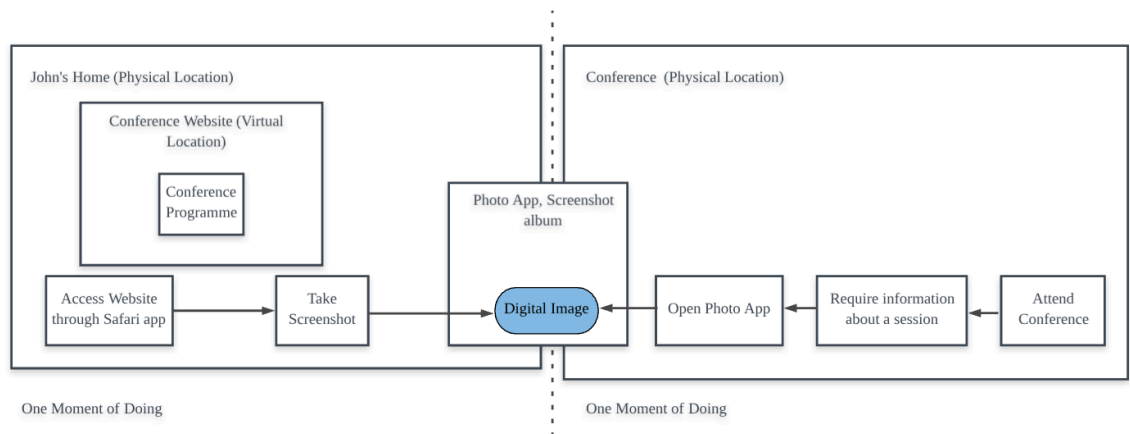 John's Home (Physical Location)
Conference Website (Virtual
Location)
Conference
Programme
Access Website
through Safari app
Take
Screenshot
Photo App, Screenshot
album
Digital Image
Conference (Physical Location)
Open Photo App
Require information
about a session
Attend
Conference
One Moment of Doing
One Moment of Doing